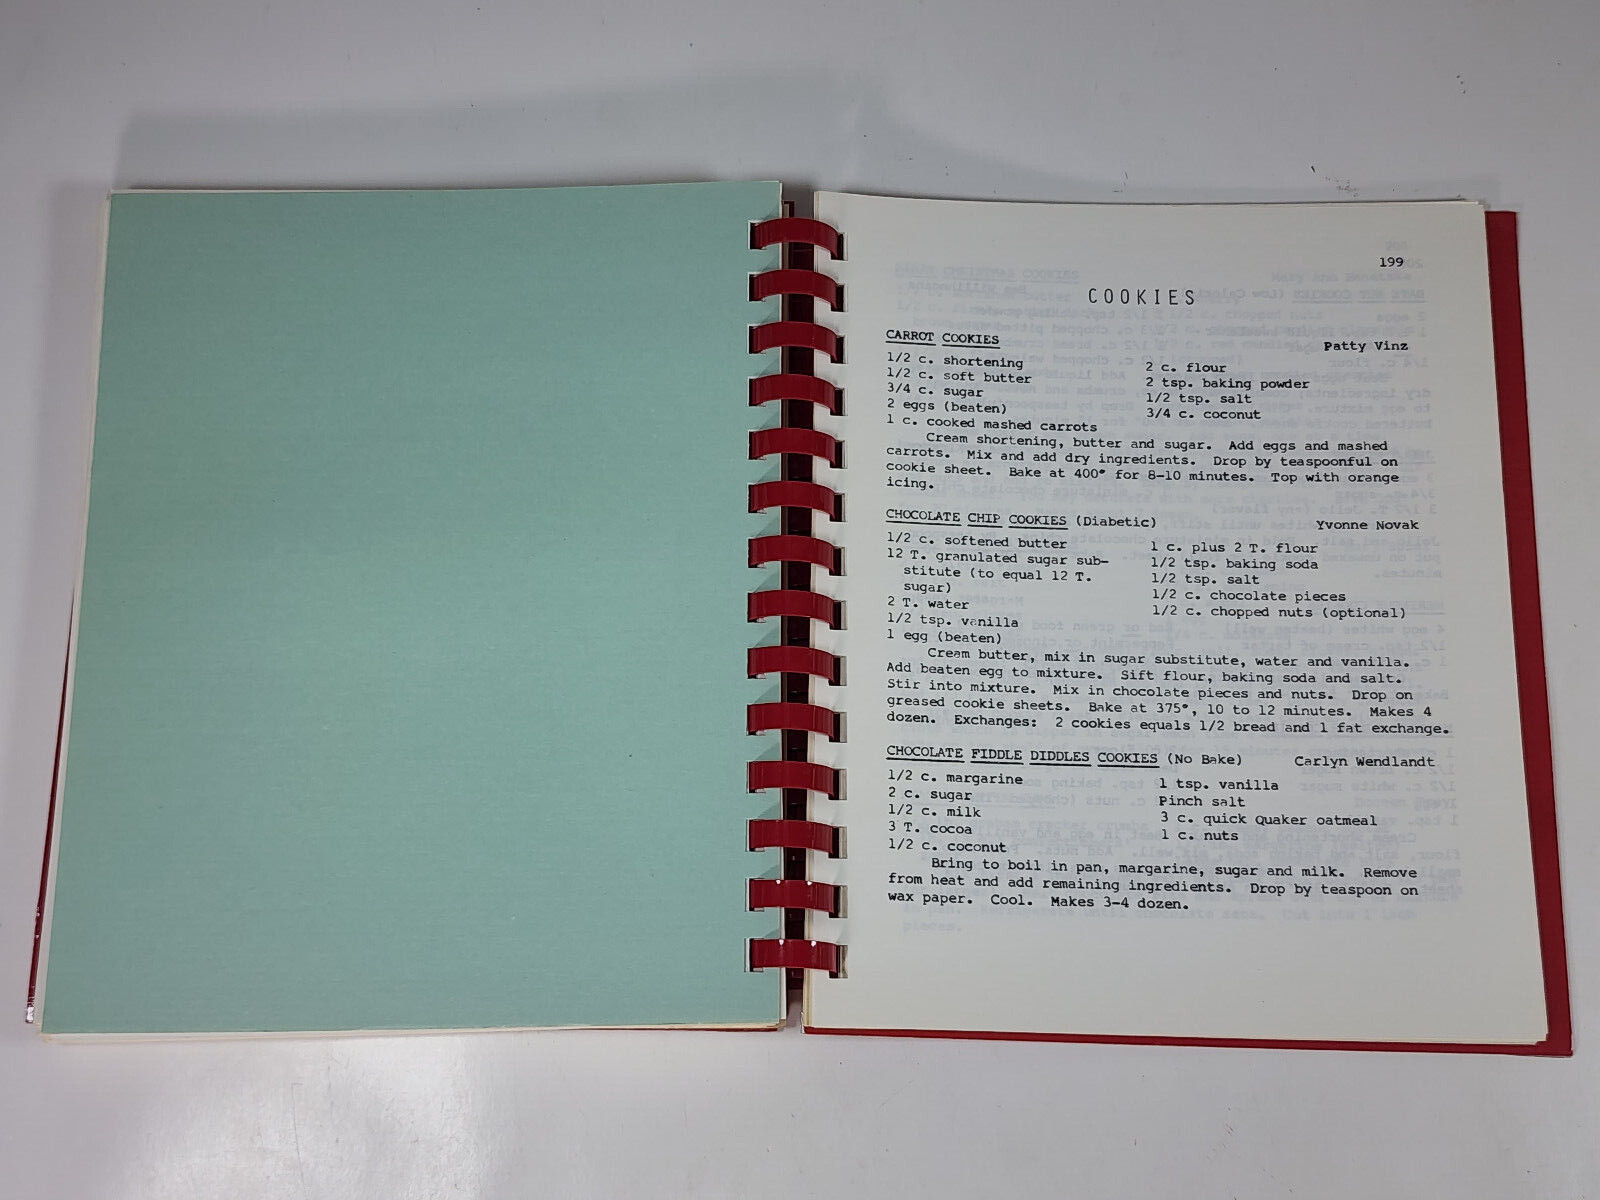 199
COOKIES
CARROT COOKIES Patty Vinz
1/2 c. shortening 2 c. flour
1/2 c. soft butter 2 tsp. baking powder
3/4 c. sugar 1/2 tsp. salt
2 eggs (beaten) 3/4 c. coconut
1 c. cooked mashed carrots
Cream shortening, butter and sugar. Add eggs and mashed
carrots. Mix and add dry ingredients. Drop by teaspoonful on
cookie sheet. Bake at 400° for 8-10 minutes. Top with orange
icing.
CHOCOLATE CHIP COOKIES (Diabetic) Yvonne Novak
1/2 c. softened butter 1 c. plus 2 T. flour
12 T. granulated sugar sub- 1/2 tsp. baking soda
stitute (to equal 12 T. 1/2 tsp. salt
sugar) 1/2 c. chocolate pieces
2 T. water 1/2 c. chopped nuts (optional)
1/2 tsp. vanilla
1 egg (beaten)
Cream butter, mix in sugar substitute, water and vanilla.
Add beaten egg to mixture. Sift flour, baking soda and salt.
Stir into mixture. Mix in chocolate pieces and nuts. Drop on
greased cookie sheets. Bake at 375°, 10 to 12 minutes. Makes 4
dozen. Exchanges: 2 cookies equals 1/2 bread and 1 fat exchange.
CHOCOLATE FIDDLE DIDDLES COOKIES (No Bake) Carlyn Wendlandt
1/2 c. margarine 1 tsp. vanilla
2 c. sugar Pinch salt
1/2 c. milk 3 c. quick Quaker oatmeal
3 T. cocoa 1 c. nuts
1/2 c. coconut
Bring to boil in pan, margarine, sugar and milk. Remove
from heat and add remaining ingredients. Drop by teaspoon on
wax paper. Cool. Makes 3-4 dozen.